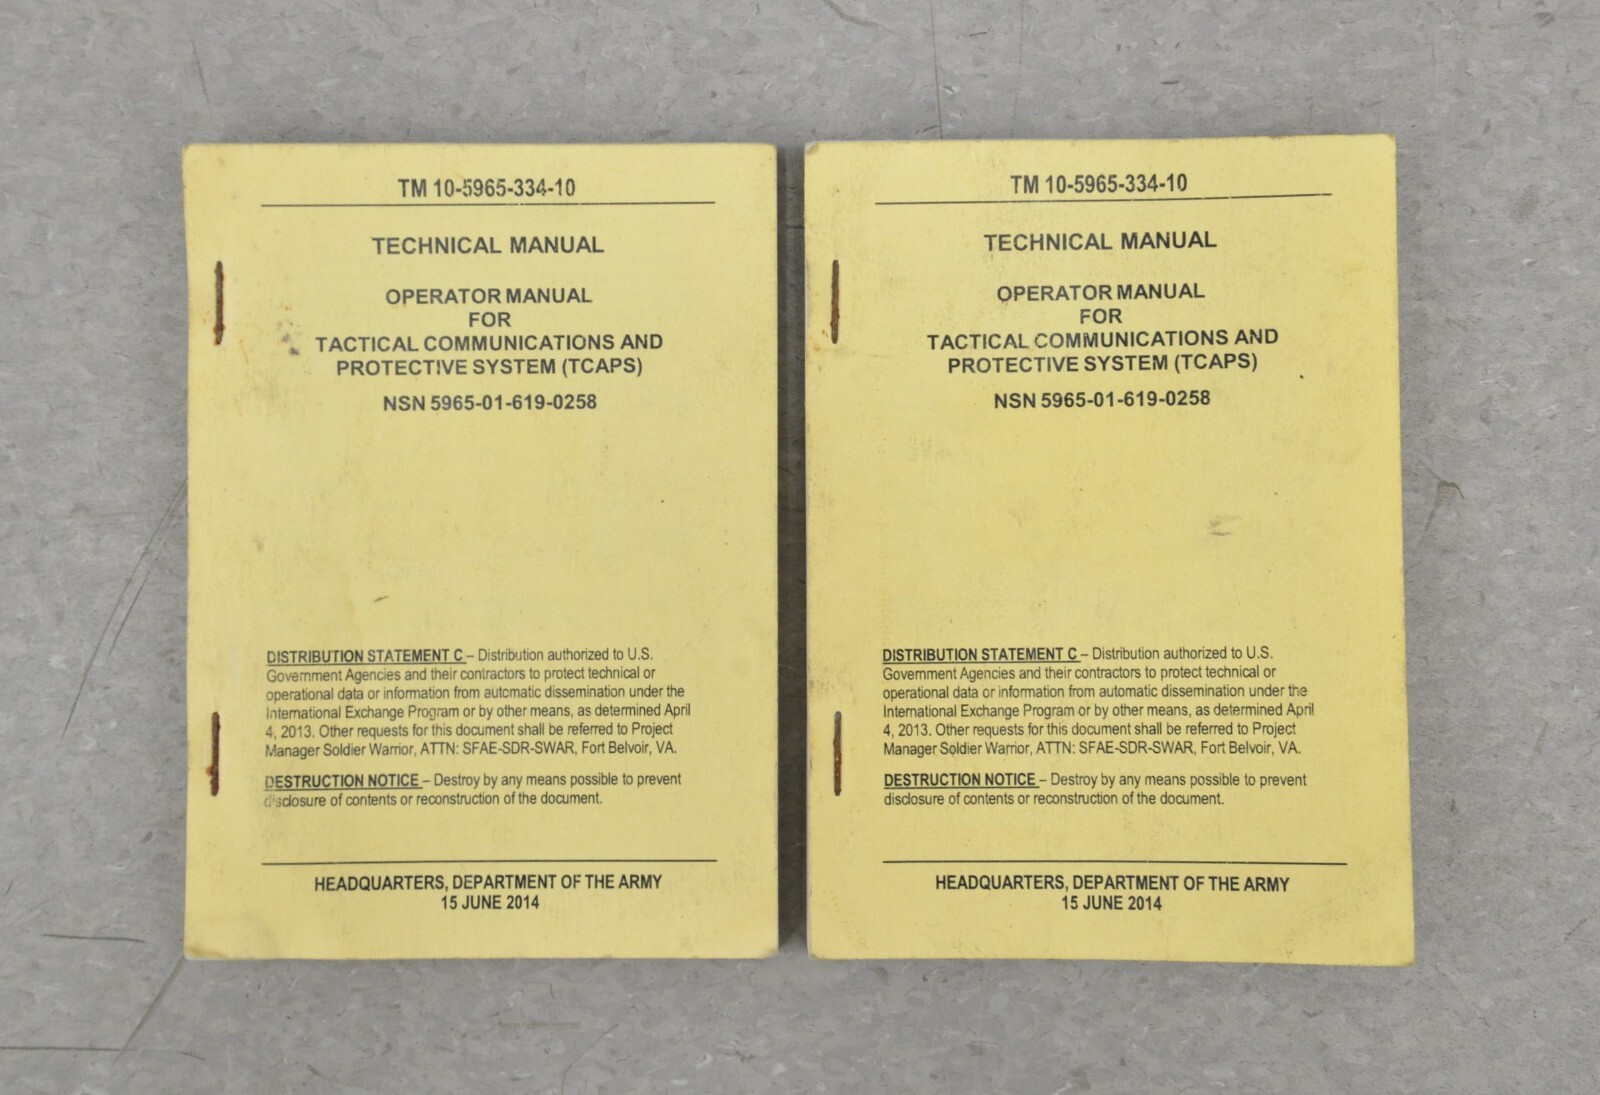 TM 10-5965-334-10
TECHNICAL MANUAL
OPERATOR MANUAL
FOR
TACTICAL COMMUNICATIONS AND
PROTECTIVE SYSTEM (TCAPS)
NSN 5965-01-619-0258
DISTRIBUTION STATEMENT C – Distribution authorized to U.S.
Government Agencies and their contractors to protect technical or
operational data or information from automatic dissemination under the
International Exchange Program or by other means, as determined April
4, 2013. Other requests for this document shall be referred to Project
Manager Soldier Warrior, ATTN: SFAE-SDR-SWAR, Fort Belvoir, VA.
DESTRUCTION NOTICE – Destroy by any means possible to prevent
disclosure of contents or reconstruction of the document.
HEADQUARTERS, DEPARTMENT OF THE ARMY
15 JUNE 2014
TM 10-5965-334-10
TECHNICAL MANUAL
OPERATOR MANUAL
FOR
TACTICAL COMMUNICATIONS AND
PROTECTIVE SYSTEM (TCAPS)
NSN 5965-01-619-0258
DISTRIBUTION STATEMENT C – Distribution authorized to U.S.
Government Agencies and their contractors to protect technical or
operational data or information from automatic dissemination under the
International Exchange Program or by other means, as determined April
4, 2013. Other requests for this document shall be referred to Project
Manager Soldier Warrior, ATTN: SFAE-SDR-SWAR, Fort Belvoir, VA.
DESTRUCTION NOTICE – Destroy by any means possible to prevent
disclosure of contents or reconstruction of the document.
HEADQUARTERS, DEPARTMENT OF THE ARMY
15 JUNE 2014